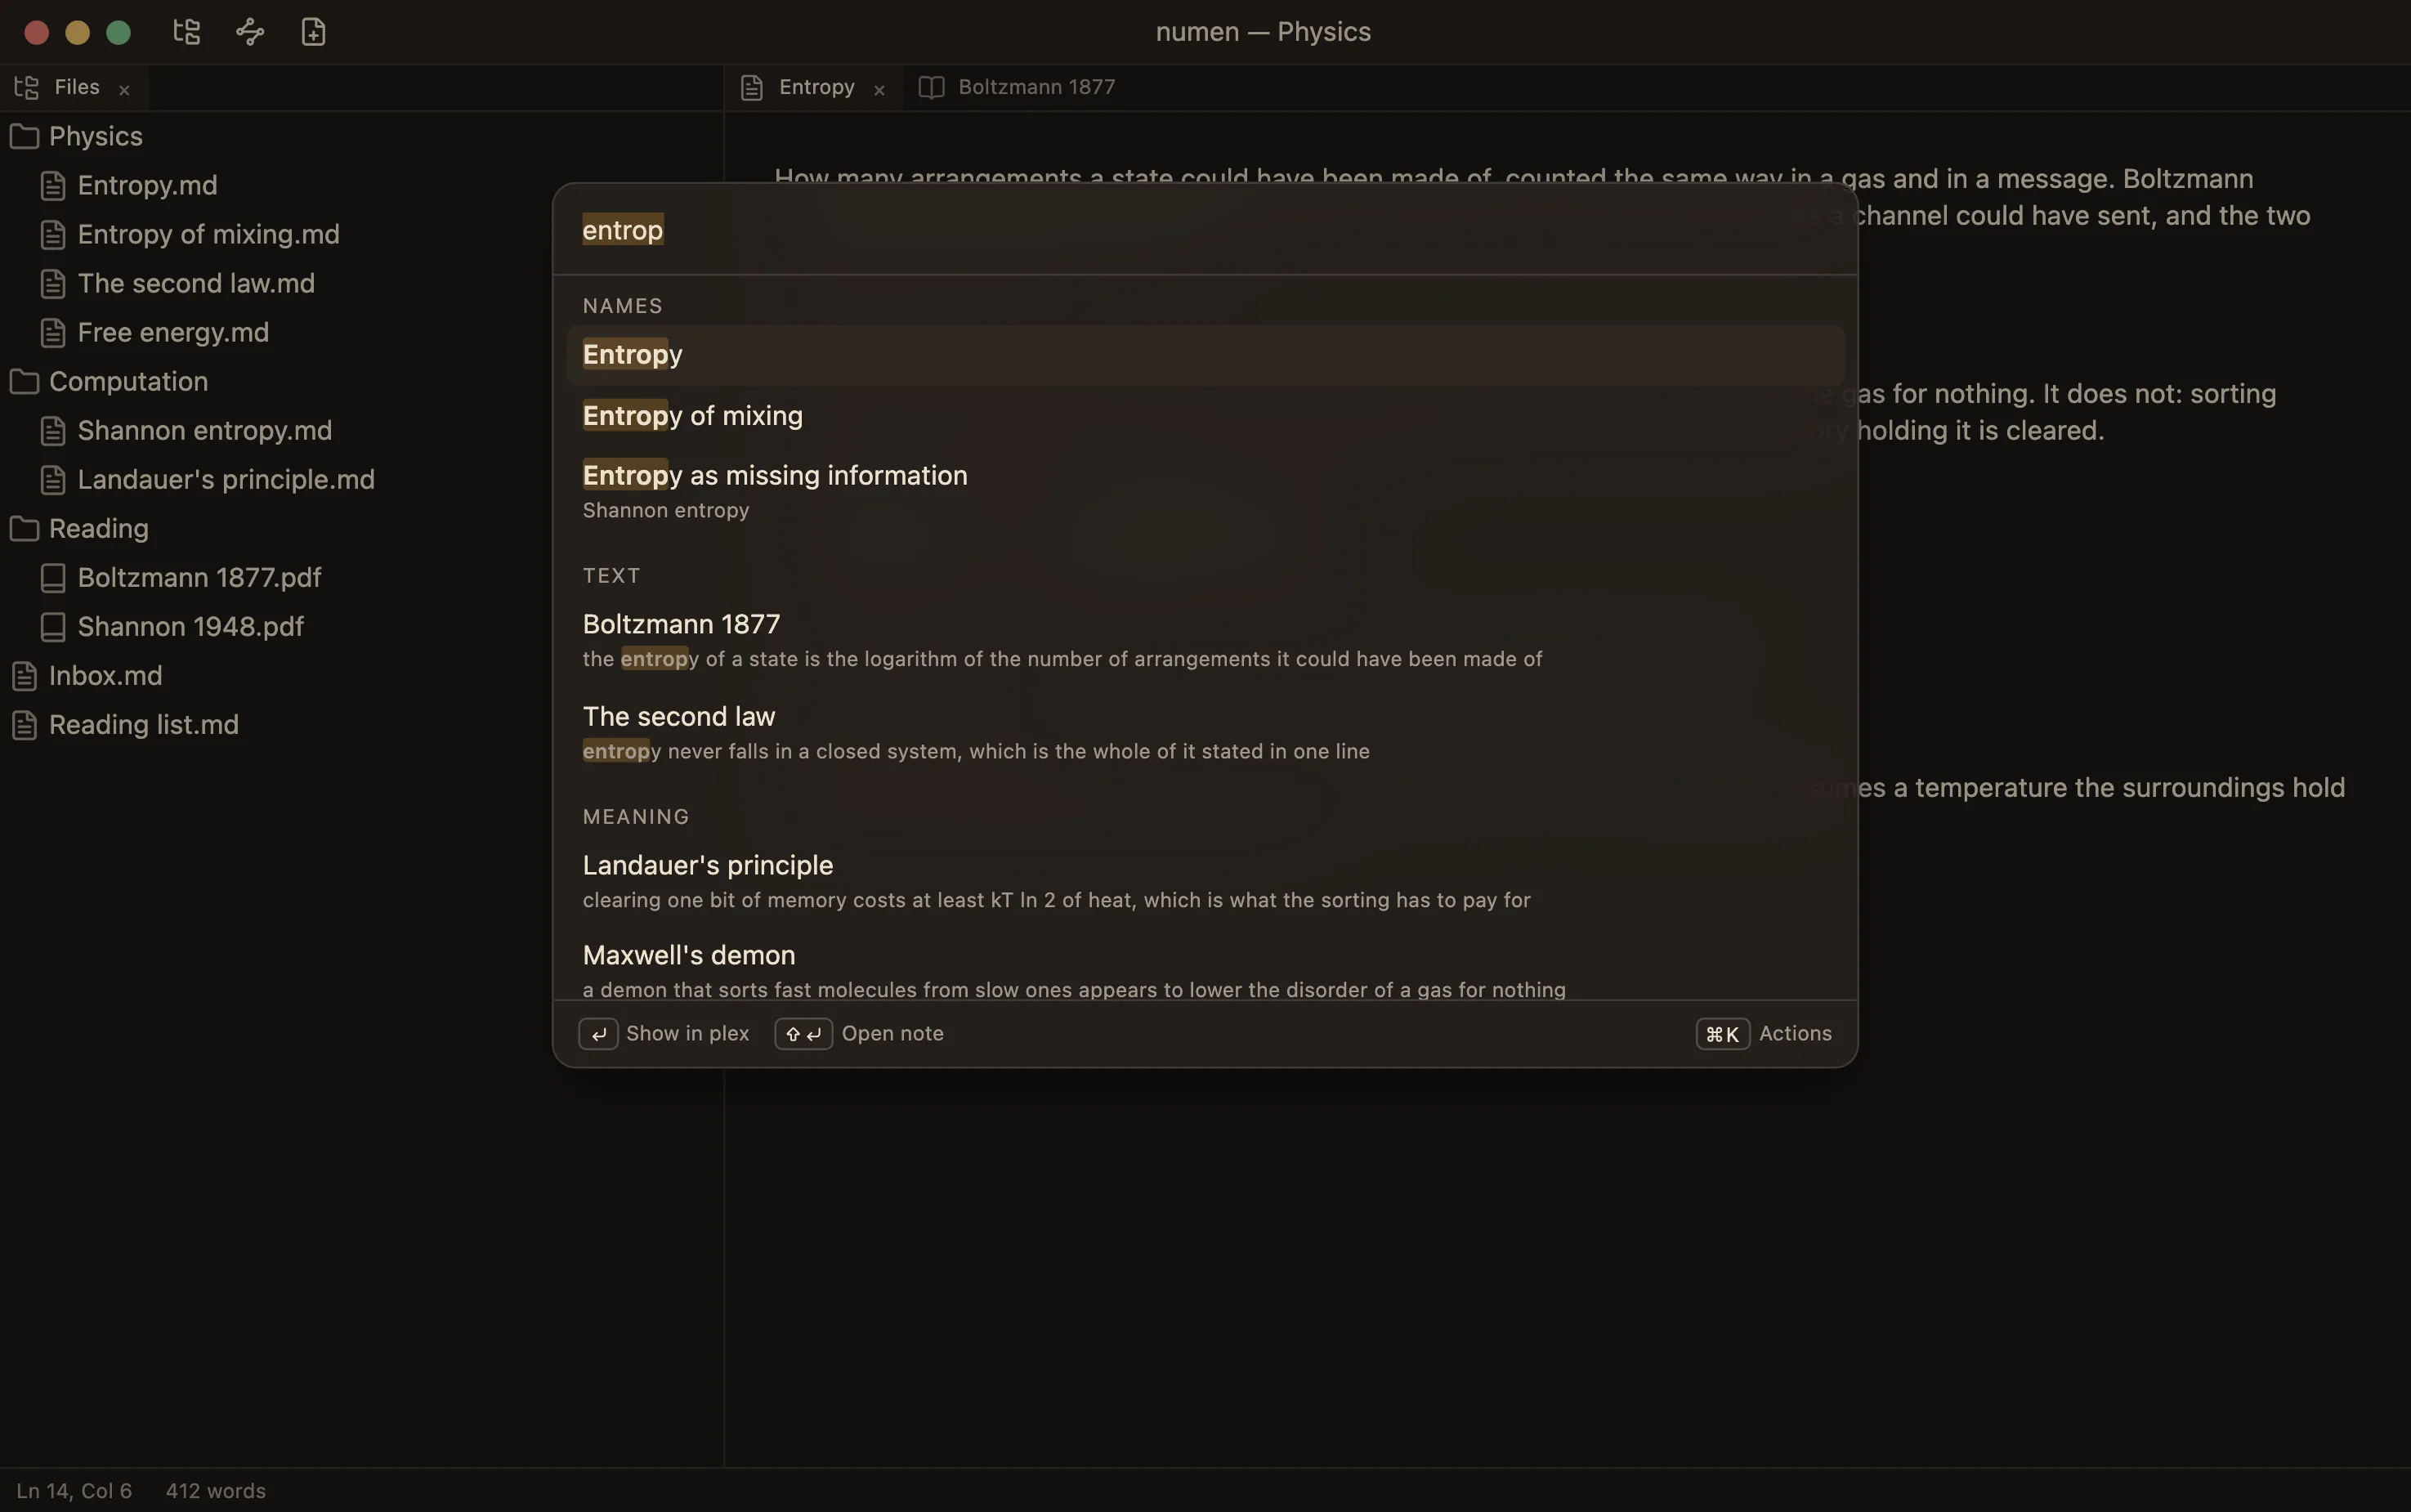 numen — Physics
Files
Entropy
Boltzmann 1877
Physics
Entropy.md
Entropy of mixing.md
The second law.md
Free energy.md
Computation
Shannon entropy.md
Landauer's principle.md
Reading
Boltzmann 1877.pdf
Shannon 1948.pdf
Inbox.md
Reading list.md
How many arrangements a state could have been made of, counted the same way in a gas and in a message. Boltzmann
a channel could have sent, and the two
gas for nothing. It does not: sorting
holding it is cleared.
a temperature the surroundings hold
entrop
NAMES
Entropy
Entropy of mixing
Entropy as missing information
Shannon entropy
TEXT
Boltzmann 1877
the entropy of a state is the logarithm of the number of arrangements it could have been made of
The second law
entropy never falls in a closed system, which is the whole of it stated in one line
MEANING
Landauer's principle
clearing one bit of memory costs at least kT ln 2 of heat, which is what the sorting has to pay for
Maxwell's demon
a demon that sorts fast molecules from slow ones appears to lower the disorder of a gas for nothing
↵ Show in plex ⇧↵ Open note ⌘K Actions
Ln 14, Col 6 412 words